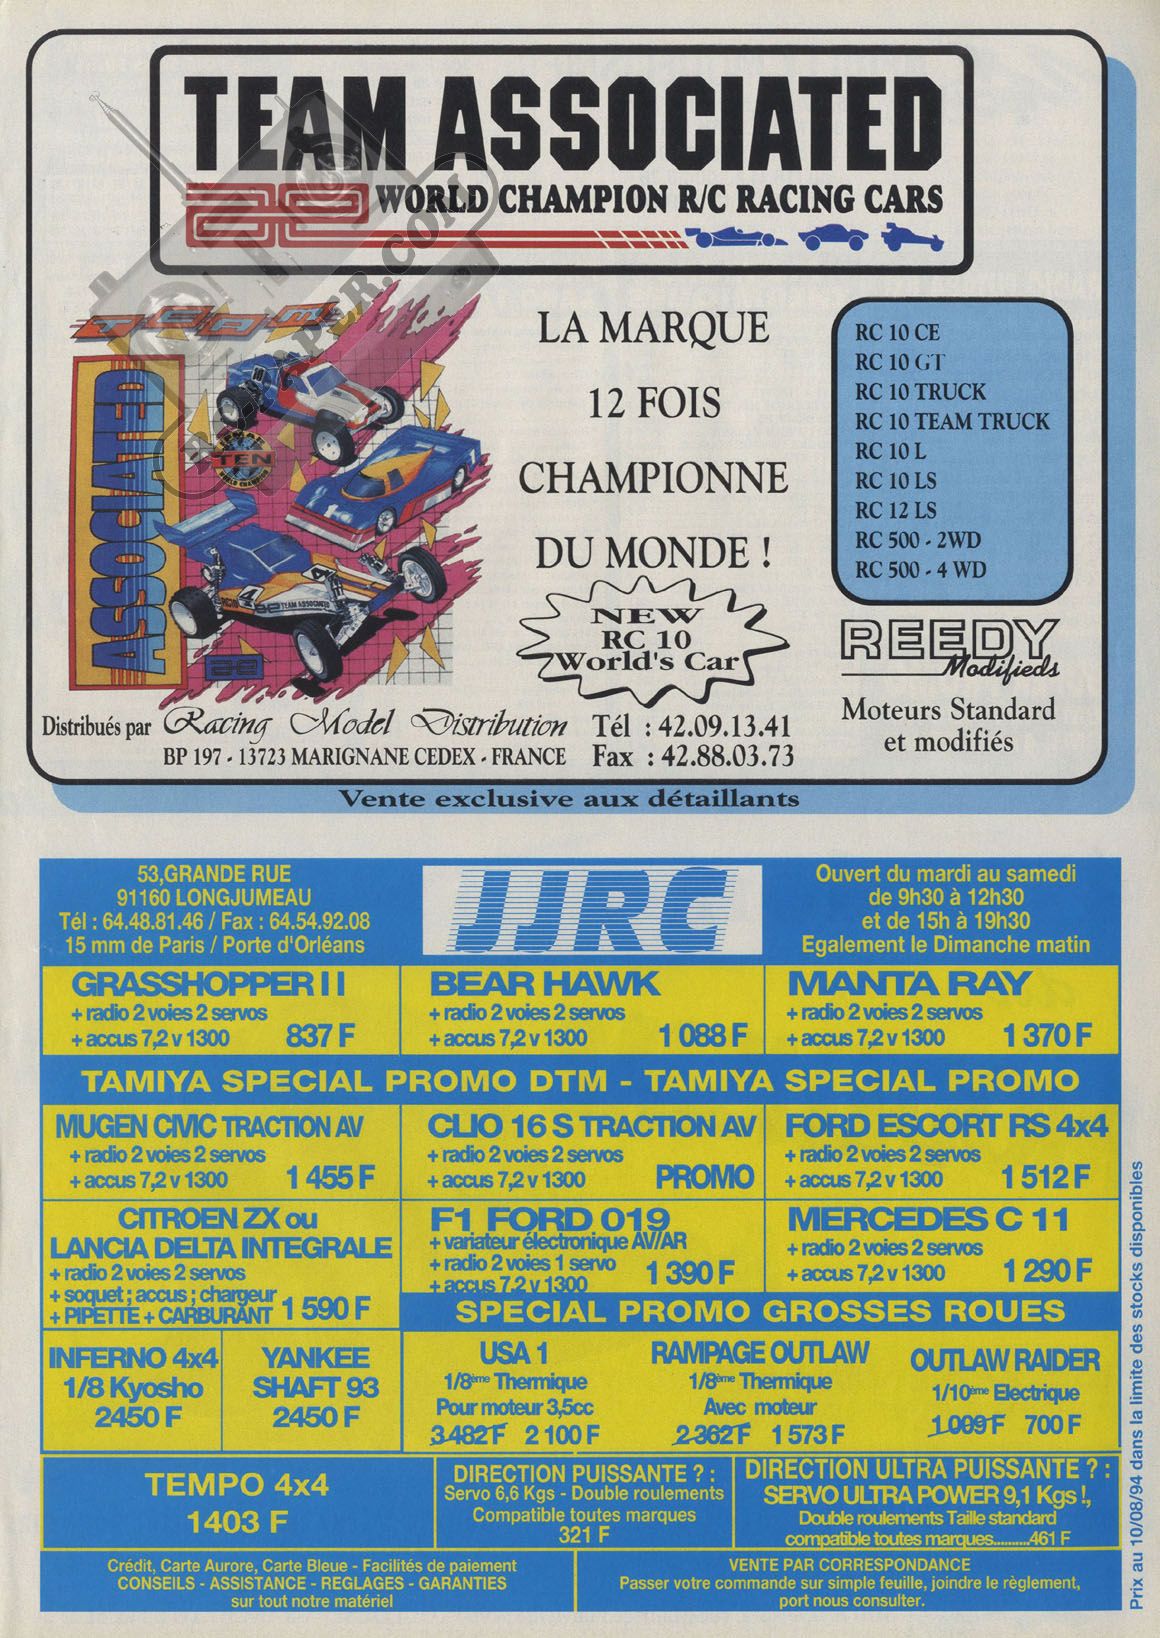 TEAM ASSOCIATED
WORLD CHAMPION R/C RACING CARS
TEAM
ASSOCIATED
TEN
WORLD CHAMPION
TEAM ASSOCIATED
LA MARQUE
12 FOIS
CHAMPIONNE
DU MONDE !
NEW
RC 10
World's Car
RC 10 CE
RC 10 GT
RC 10 TRUCK
RC 10 TEAM TRUCK
RC 10 L
RC 10 LS
RC 12 LS
RC 500 - 2WD
RC 500 - 4 WD
REEDY
Modifieds
Moteurs Standard
et modifiés
Distribués par Racing Model Distribution Tél : 42.09.13.41
BP 197 - 13723 MARIGNANE CEDEX - FRANCE Fax : 42.88.03.73
Vente exclusive aux détaillants
53,GRANDE RUE
91160 LONGJUMEAU
Tél : 64.48.81.46 / Fax : 64.54.92.08
15 mm de Paris / Porte d'Orléans
JJRC
Ouvert du mardi au samedi
de 9h30 à 12h30
et de 15h à 19h30
Egalement le Dimanche matin
GRASSHOPPER I I
+ radio 2 voies 2 servos
+ accus 7,2 v 1300 837 F
BEAR HAWK
+ radio 2 voies 2 servos
+ accus 7,2 v 1300 1 088 F
MANTA RAY
+ radio 2 voies 2 servos
+ accus 7,2 v 1300 1 370 F
TAMIYA SPECIAL PROMO DTM - TAMIYA SPECIAL PROMO
MUGEN CIVIC TRACTION AV
+ radio 2 voies 2 servos
+ accus 7,2 v 1300 1 455 F
CLIO 16 S TRACTION AV
+ radio 2 voies 2 servos
+ accus 7,2 v 1300 PROMO
FORD ESCORT RS 4x4
+ radio 2 voies 2 servos
+ accus 7,2 v 1300 1 512 F
CITROEN ZX ou
LANCIA DELTA INTEGRALE
+ radio 2 voies 2 servos
+ soquet ; accus ; chargeur
+ PIPETTE + CARBURANT 1 590 F
F1 FORD 019
+ variateur électronique AV/AR
+ radio 2 voies 1 servo
+ accus 7,2 v 1300 1 390 F
MERCEDES C 11
+ radio 2 voies 2 servos
+ accus 7,2 v 1300 1 290 F
SPECIAL PROMO GROSSES ROUES
INFERNO 4x4
1/8 Kyosho
2450 F
YANKEE
SHAFT 93
2450 F
USA 1
1/8ème Thermique
Pour moteur 3,5cc
3 482 F 2 100 F
RAMPAGE OUTLAW
1/8ème Thermique
Avec moteur
2 362 F 1 573 F
OUTLAW RAIDER
1/10ème Electrique
1 009 F 700 F
TEMPO 4x4
1403 F
DIRECTION PUISSANTE ? :
Servo 6,6 Kgs - Double roulements
Compatible toutes marques
321 F
DIRECTION ULTRA PUISSANTE ? :
SERVO ULTRA POWER 9,1 Kgs !,
Double roulements Taille standard
compatible toutes marques..........461 F
Crédit, Carte Aurore, Carte Bleue - Facilités de paiement
CONSEILS - ASSISTANCE - REGLAGES - GARANTIES
sur tout notre matériel
VENTE PAR CORRESPONDANCE
Passer votre commande sur simple feuille, joindre le règlement,
port nous consulter.
Prix au 10/08/94 dans la limite des stocks disponibles